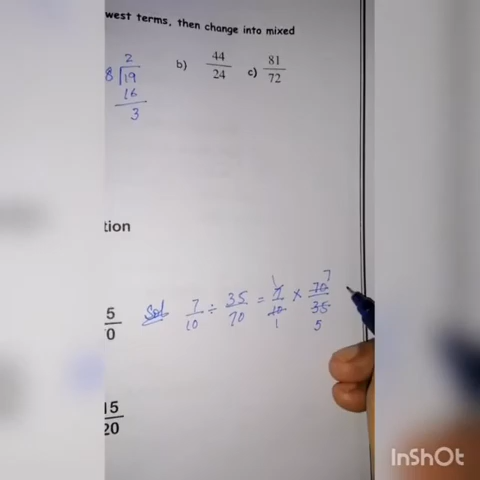 west terms, then change into mixed
2
8 19
16
3
b) 44/24 c) 81/72
tion
5/0 Sol 7/10 ÷ 35/70 = 7/10 × 70/35
1 7
1 5
15/20
InShOt